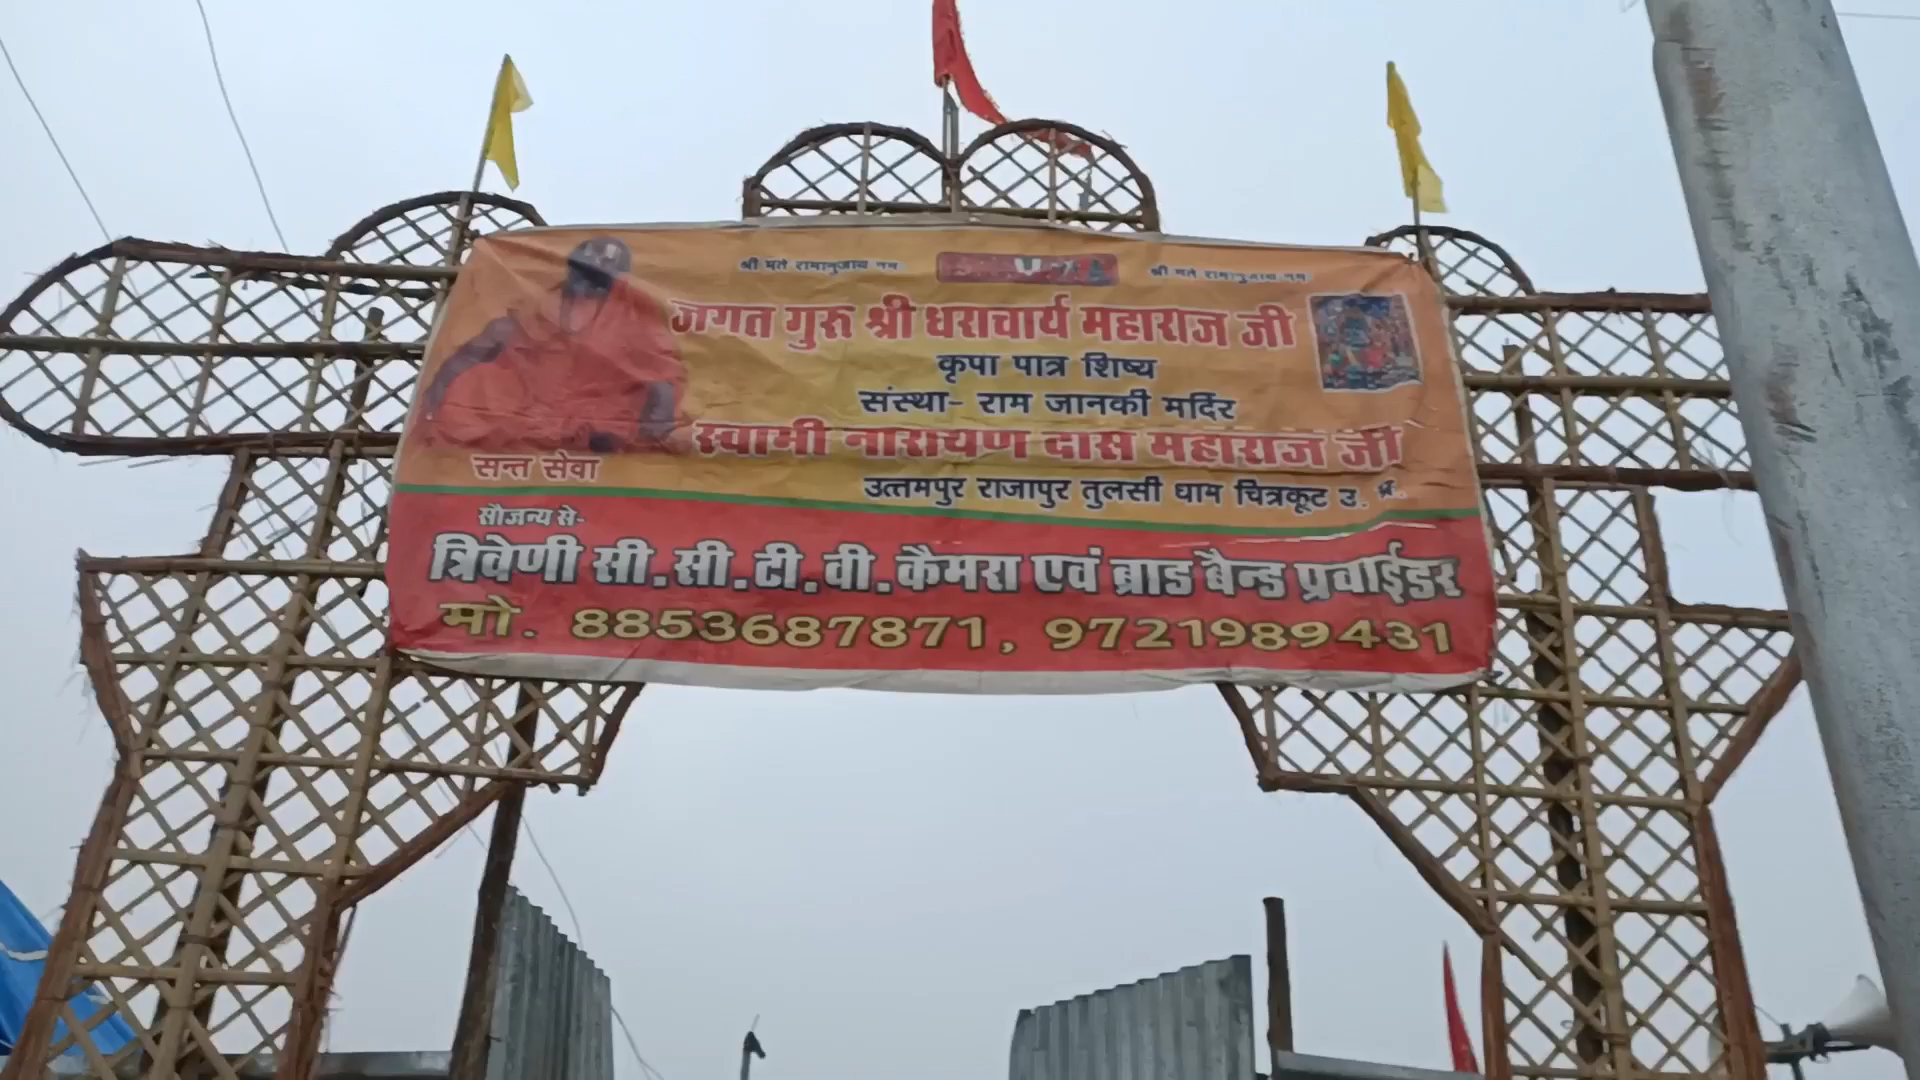 श्री मते रामानुजाय नमः श्री मते रामानुजाय नमः
जगत गुरू श्री धराचार्य महाराज जी
कृपा पात्र शिष्य
संस्था- राम जानकी मर्दिर
स्वामी नारायण दास महाराज जी
सन्त सेवा
उत्तमपुर राजापुर तुलसी धाम चित्रकूट उ. प्र.
सौजन्य से-
त्रिवेणी सी.सी.टी.वी.कैमरा एवं ब्राड बैन्ड प्रवाईडर
मो. 8853687871, 9721989431